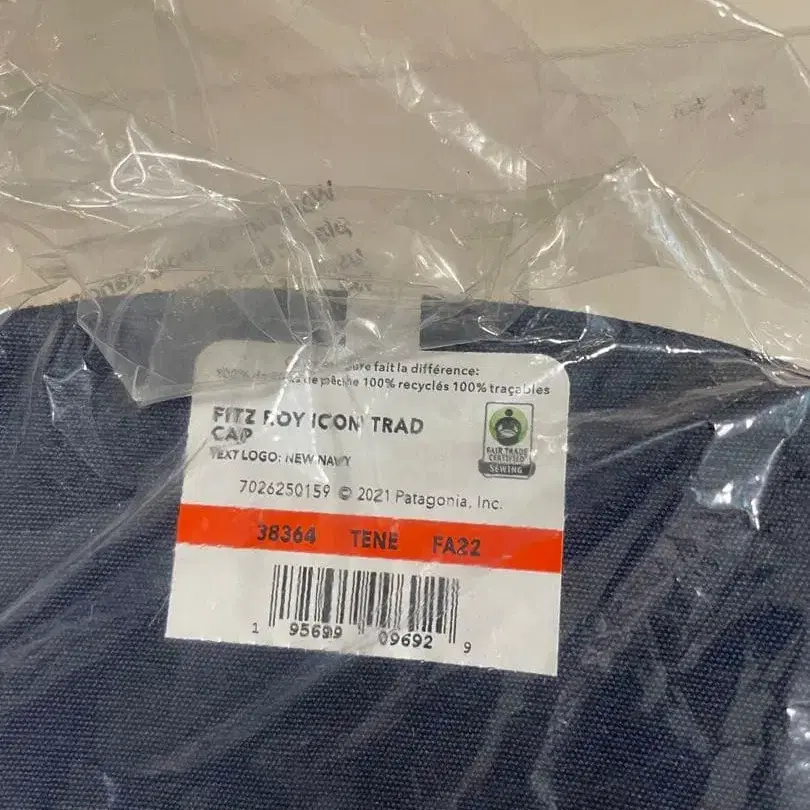 ure fait la différence:
de pêche 100% recyclés 100% traçables
FITZ ROY ICON TRAD
CAP
TEXT LOGO: NEW NAVY
FAIR TRADE
CERTIFIED
SEWING
7026250159 © 2021 Patagonia, Inc.
38364 TENE FA22
1 95699 09692 9